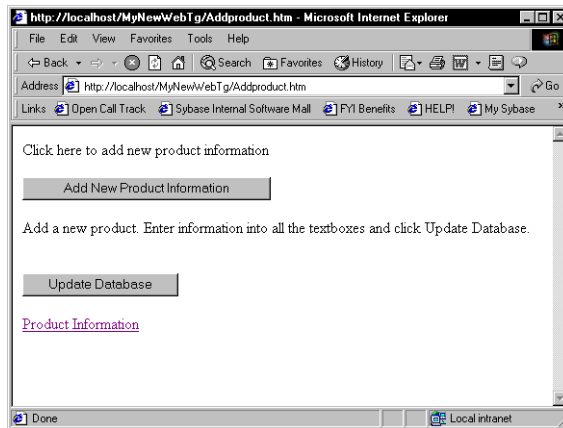 http://localhost/MyNewWebTg/Addproduct.htm - Microsoft Internet Explorer
File Edit View Favorites Tools Help
Back Search Favorites History
Address http://localhost/MyNewWebTg/Addproduct.htm Go
Links Open Call Track Sybase Internal Software Mall FYI Benefits HELP! My Sybase »
Click here to add new product information
Add New Product Information
Add a new product. Enter information into all the textboxes and click Update Database.
Update Database
Product Information
Done Local intranet